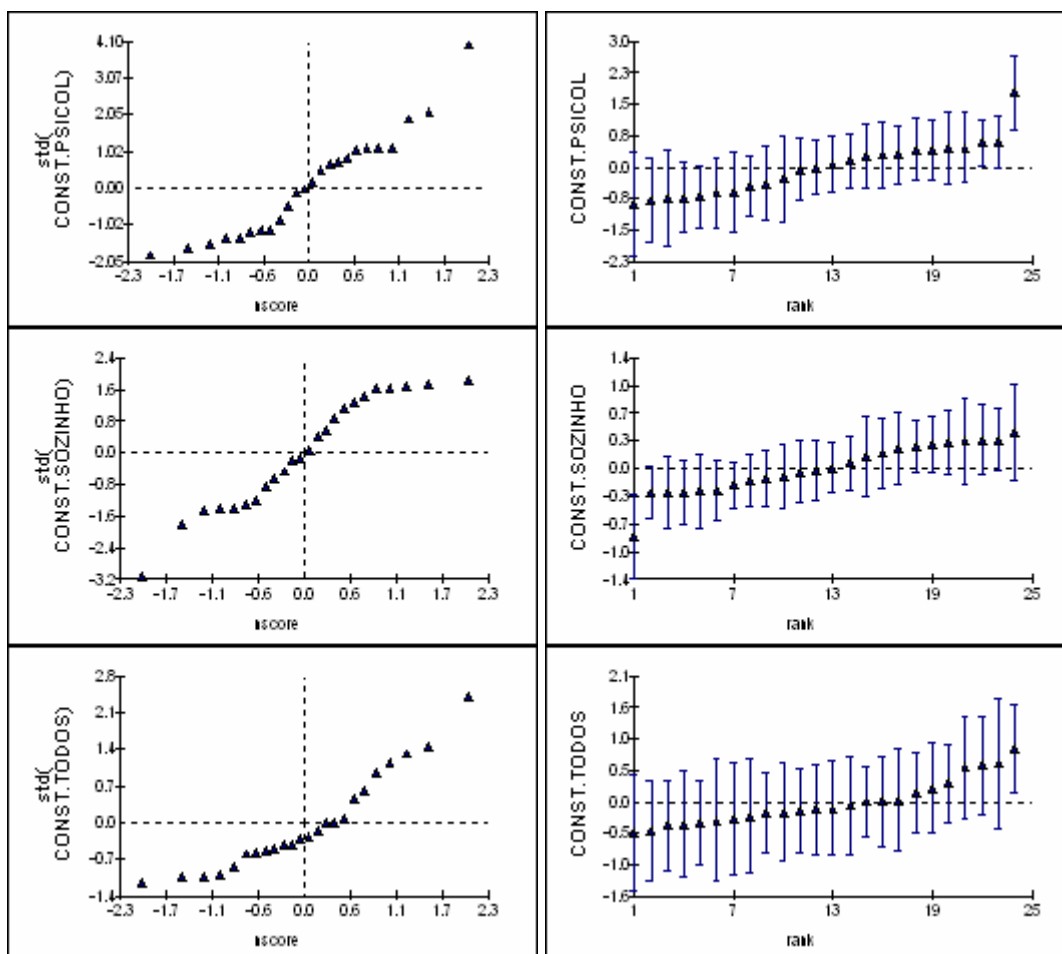 std(
CONST.PSICOL)
4.10
3.07
2.05
1.02
0.00
-1.02
-2.05
-2.3 -1.7 -1.1 -0.6 0.0 0.6 1.1 1.7 2.3
nscore
CONST.PSICOL
3.0
2.3
1.5
0.8
0.0
-0.8
-1.5
-2.3
1 7 13 19 25
rank
std(
CONST.SOZINHO)
2.4
1.6
0.8
0.0
-0.8
-1.6
-2.4
-3.2
-2.3 -1.7 -1.1 -0.6 0.0 0.6 1.1 1.7 2.3
nscore
CONST.SOZINHO
1.4
1.0
0.7
0.3
0.0
-0.3
-0.7
-1.0
-1.4
1 7 13 19 25
rank
std(
CONST.TODOS)
2.8
2.1
1.4
0.7
0.0
-0.7
-1.4
-2.3 -1.7 -1.1 -0.6 0.0 0.6 1.1 1.7 2.3
nscore
CONST.TODOS
2.1
1.6
1.0
0.5
0.0
-0.5
-1.0
-1.6
1 7 13 19 25
rank